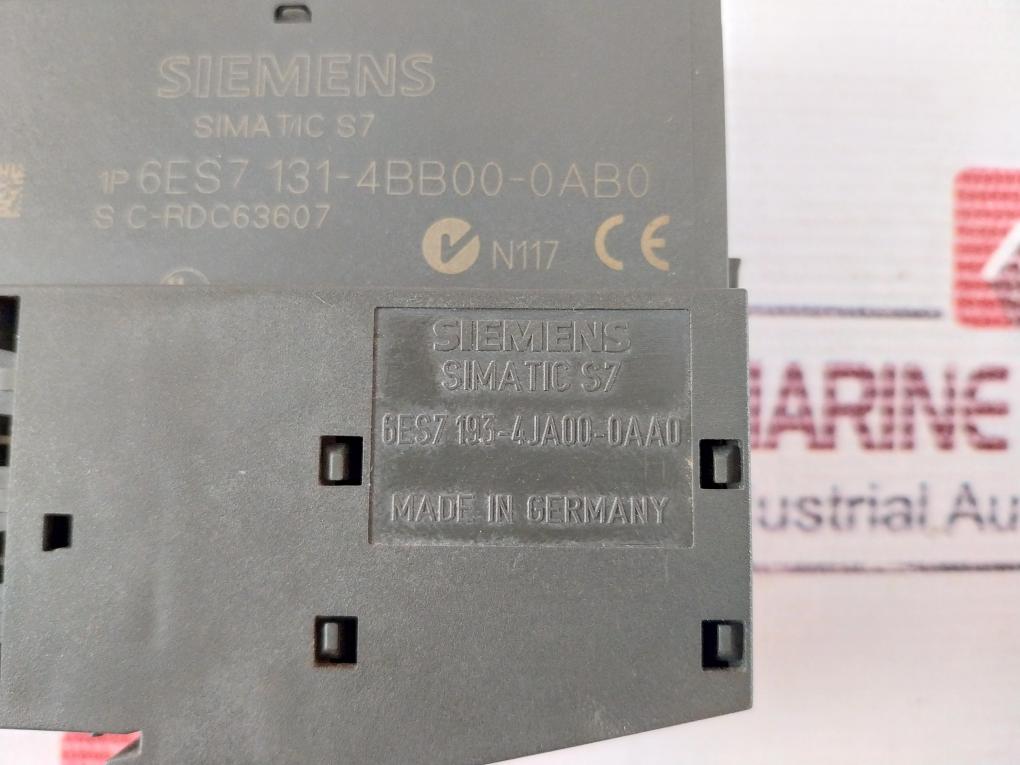 SIEMENS
SIMATIC S7
1P 6ES7 131-4BB00-0AB0
S C-RDC63607
N117 CE
SIEMENS
SIMATIC S7
6ES7 193-4JA00-0AA0
MADE IN GERMANY
MARINE
ustrial Au